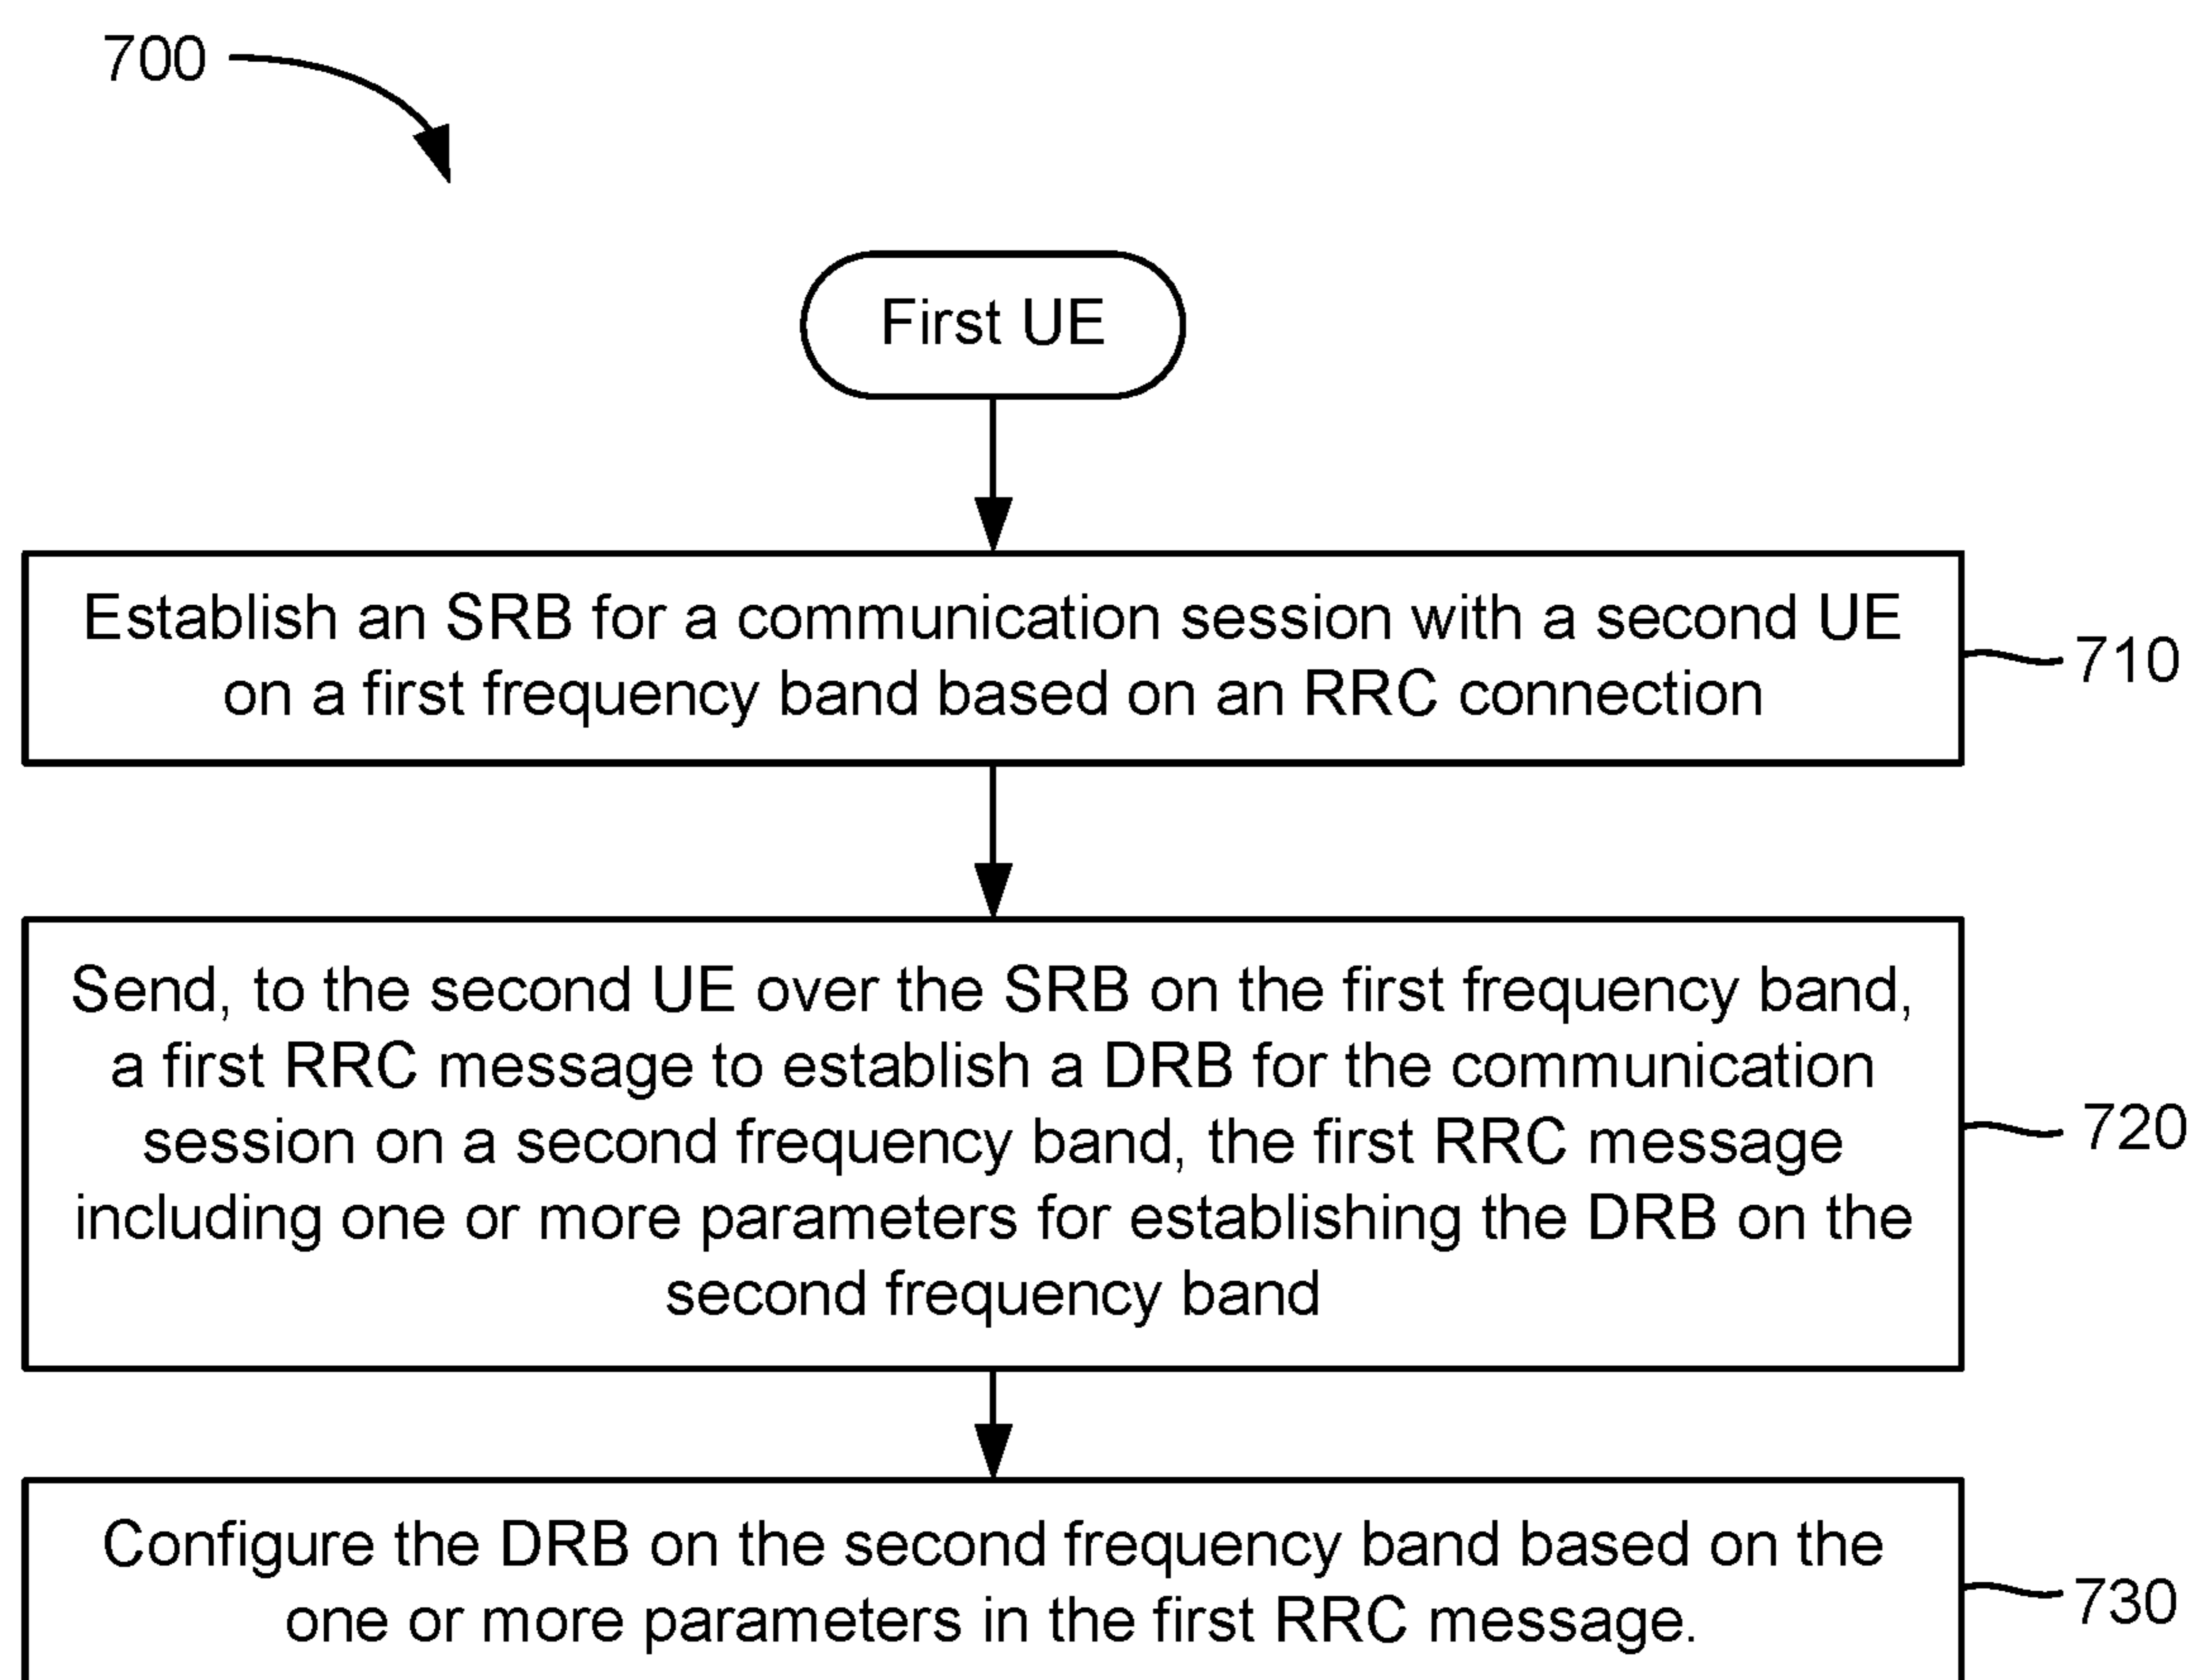 700
First UE
Establish an SRB for a communication session with a second UE
on a first frequency band based on an RRC connection
710
Send, to the second UE over the SRB on the first frequency band,
a first RRC message to establish a DRB for the communication
session on a second frequency band, the first RRC message
including one or more parameters for establishing the DRB on the
second frequency band
720
Configure the DRB on the second frequency band based on the
one or more parameters in the first RRC message.
730